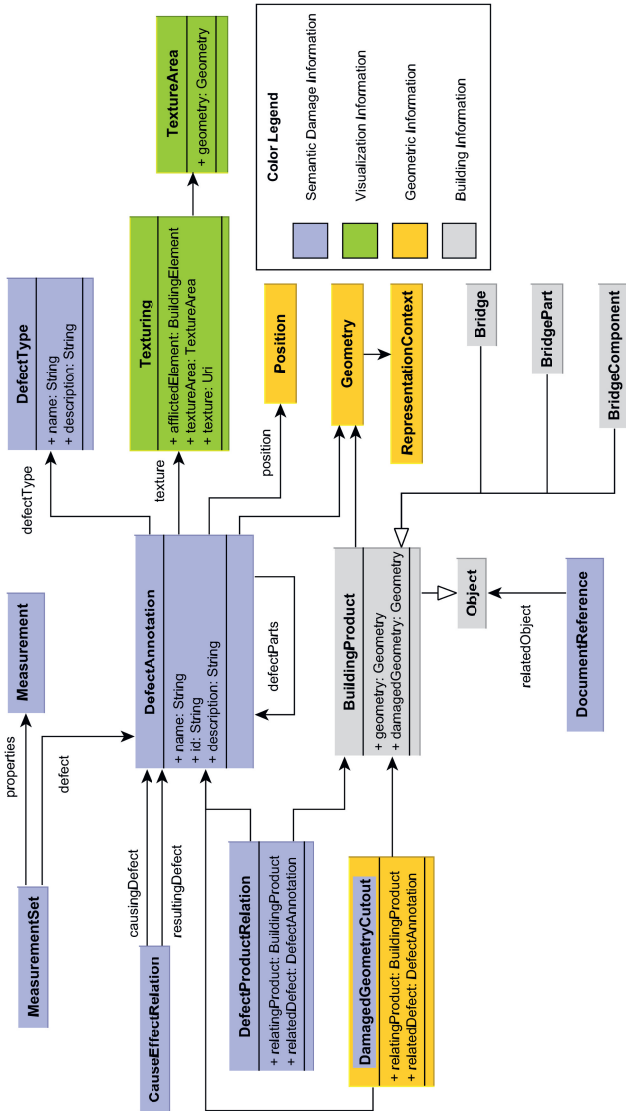 MeasurementSet
properties
Measurement
defect
CauseEffectRelation
causingDefect
resultingDefect
DefectAnnotation
+ name: String
+ id: String
+ description: String
defectParts
defectType
DefectType
+ name: String
+ description: String
texture
Texturing
+ afflictedElement: BuildingElement
+ textureArea: TextureArea
+ texture: Uri
TextureArea
+ geometry: Geometry
position
Position
Geometry
RepresentationContext
DefectProductRelation
+ relatingProduct: BuildingProduct
+ relatedDefect: DefectAnnotation
DamagedGeometryCutout
+ relatingProduct: BuildingProduct
+ relatedDefect: DefectAnnotation
BuildingProduct
+ geometry: Geometry
+ damagedGeometry: Geometry
Object
relatedObject
DocumentReference
Bridge
BridgePart
BridgeComponent
Color Legend
Semantic Damage Information
Visualization Information
Geometric Information
Building Information